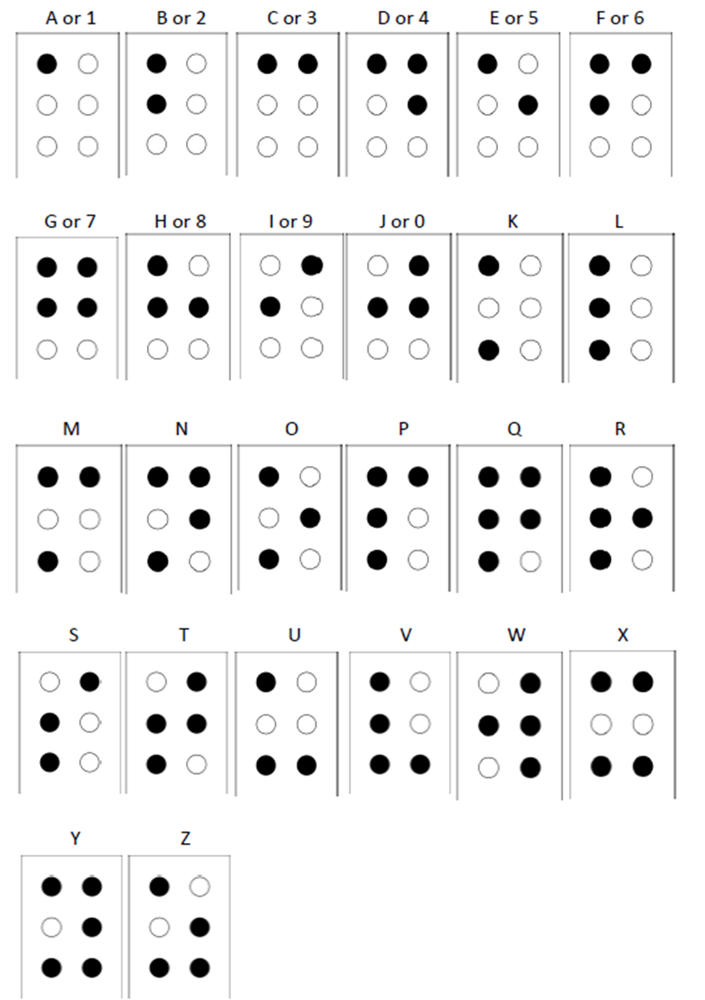 A or 1 B or 2 C or 3 D or 4 E or 5 F or 6
G or 7 H or 8 I or 9 J or 0 K L
M N O P Q R
S T U V W X
Y Z